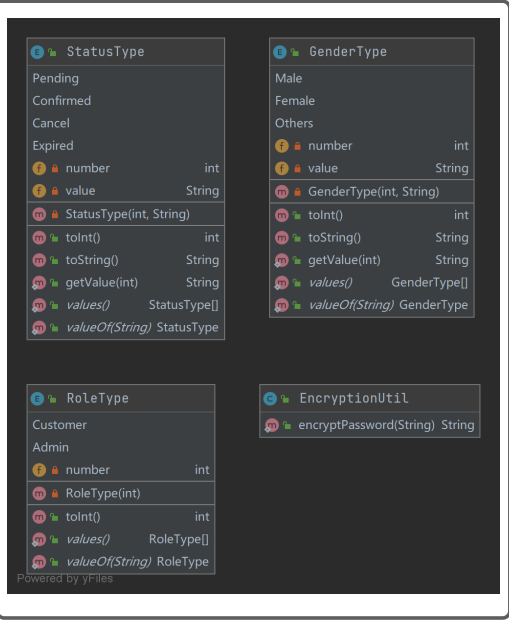 StatusType
Pending
Confirmed
Cancel
Expired
number int
value String
StatusType(int, String)
toInt() int
toString() String
getValue(int) String
values() StatusType[]
valueOf(String) StatusType
GenderType
Male
Female
Others
number int
value String
GenderType(int, String)
toInt() int
toString() String
getValue(int) String
values() GenderType[]
valueOf(String) GenderType
RoleType
Customer
Admin
number int
RoleType(int)
toInt() int
values() RoleType[]
valueOf(String) RoleType
EncryptionUtil
encryptPassword(String) String
Powered by yFiles